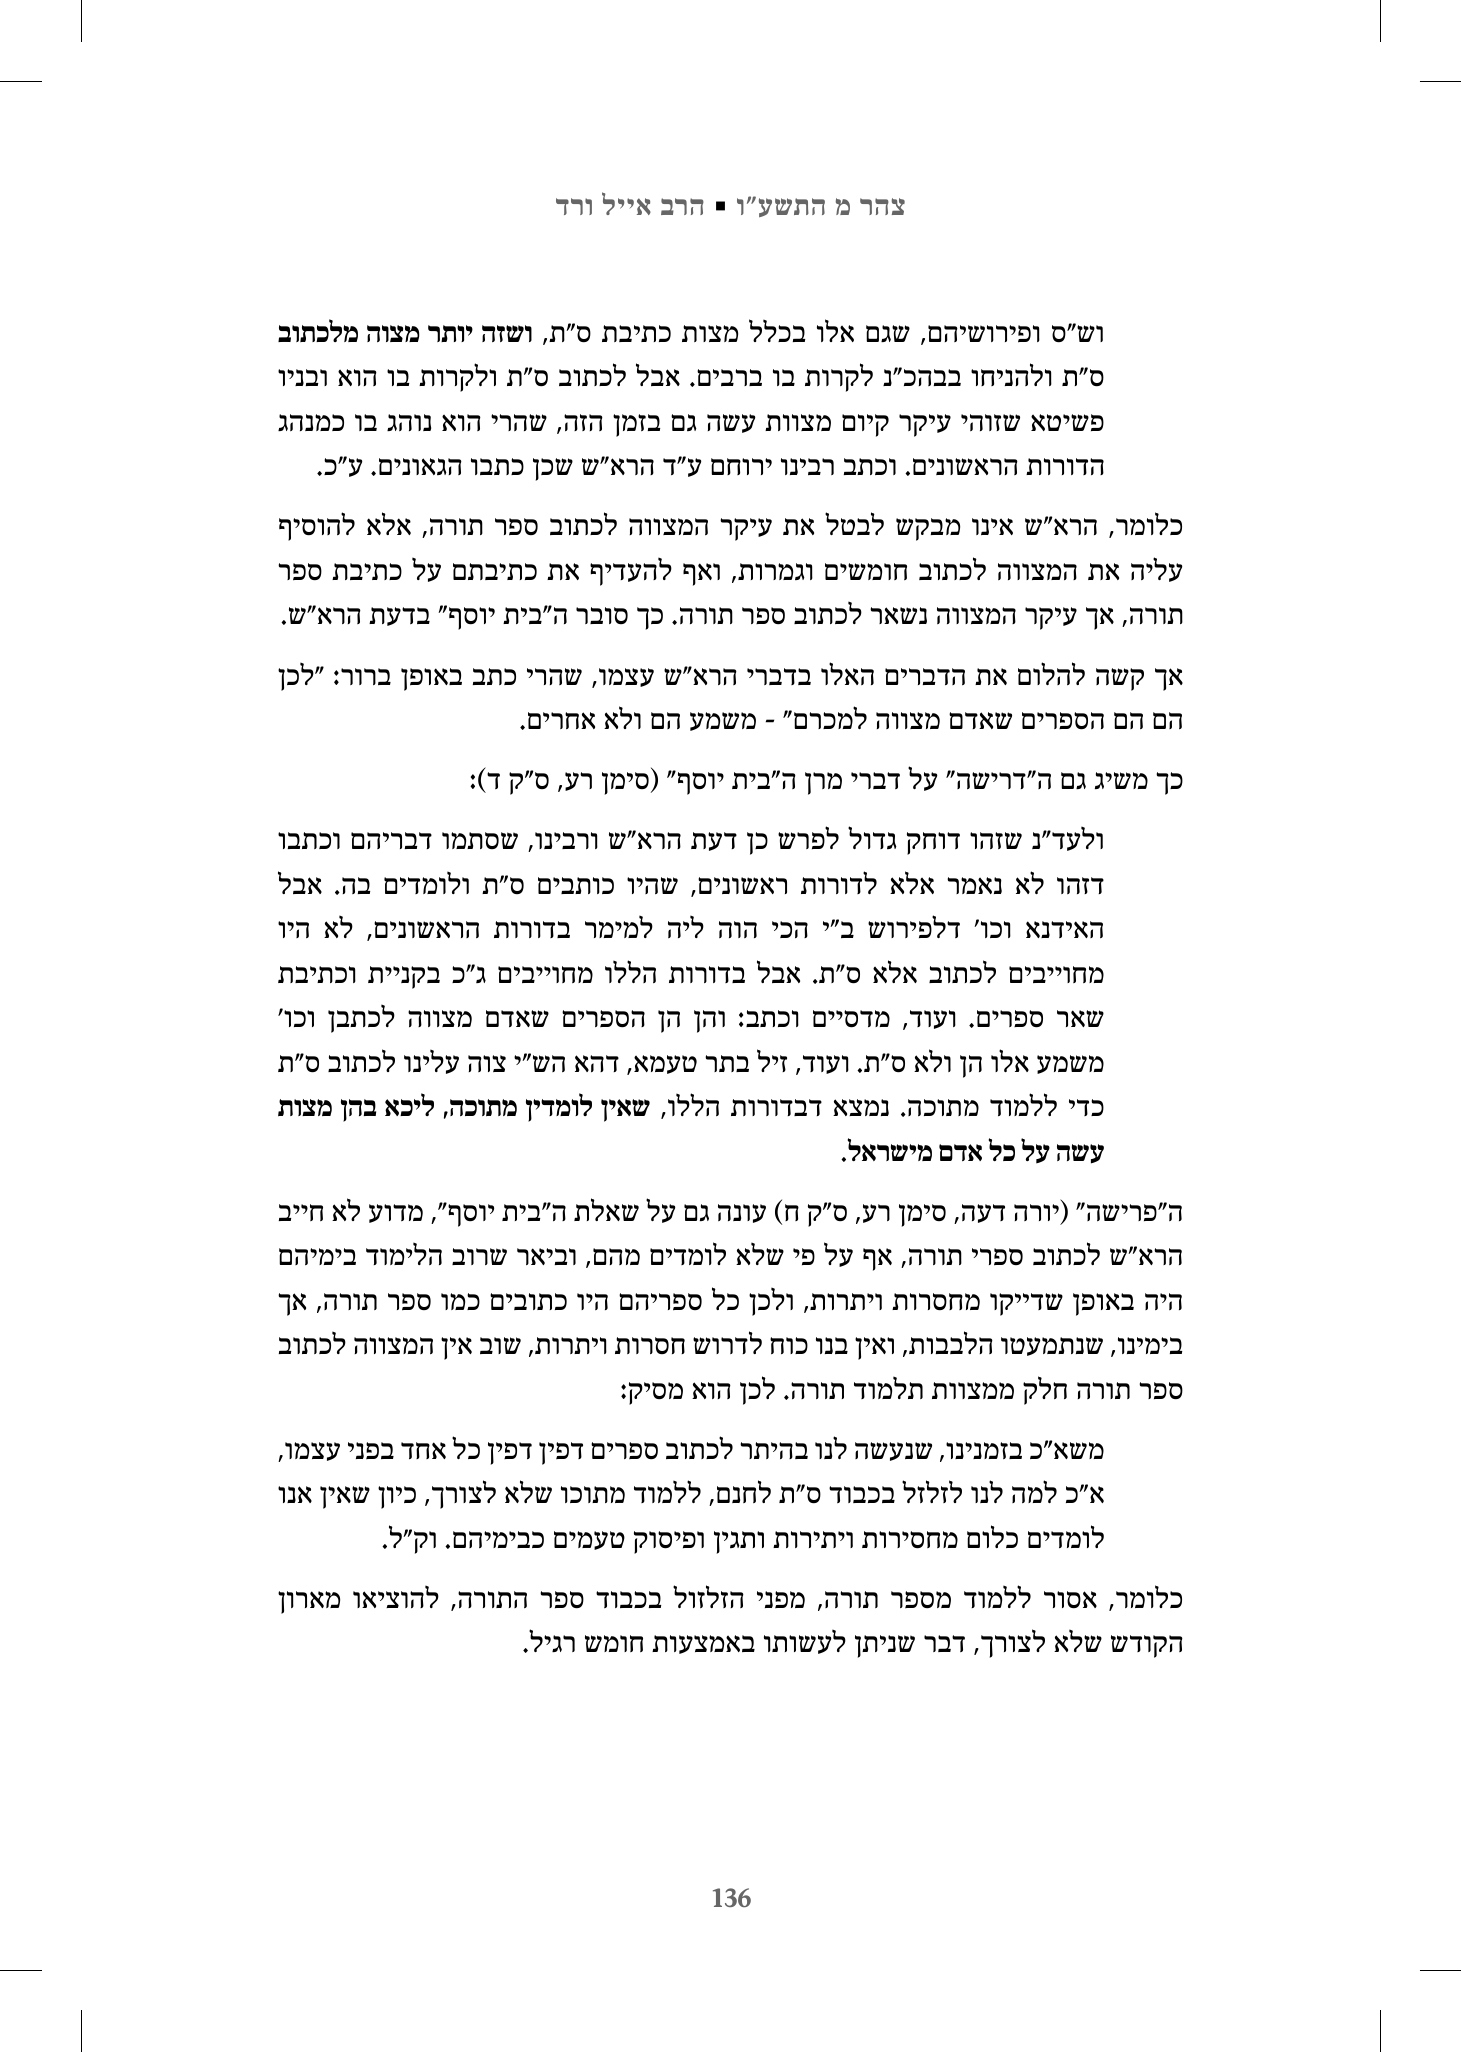 צהר מ התשע"ו ▪ הרב אייל ורד
וש"ס ופירושיהם, שגם אלו בכלל מצות כתיבת ס"ת, ושזה יותר מצוה מלכתוב
ס"ת ולהניחו בבהכ"נ לקרות בו ברבים. אבל לכתוב ס"ת ולקרות בו הוא ובניו
פשיטא שזוהי עיקר קיום מצוות עשה גם בזמן הזה, שהרי הוא נוהג בו כמנהג
הדורות הראשונים. וכתב רבינו ירוחם ע"ד הרא"ש שכן כתבו הגאונים. ע"כ.
כלומר, הרא"ש אינו מבקש לבטל את עיקר המצווה לכתוב ספר תורה, אלא להוסיף
עליה את המצווה לכתוב חומשים וגמרות, ואף להעדיף את כתיבתם על כתיבת ספר
תורה, אך עיקר המצווה נשאר לכתוב ספר תורה. כך סובר ה"בית יוסף" בדעת הרא"ש.
אך קשה להלום את הדברים האלו בדברי הרא"ש עצמו, שהרי כתב באופן ברור: "לכן
הם הם הספרים שאדם מצווה למכרם" - משמע הם ולא אחרים.
כך משיג גם ה"דרישה" על דברי מרן ה"בית יוסף" (סימן רע, ס"ק ד):
ולעד"נ שזהו דוחק גדול לפרש כן דעת הרא"ש ורבינו, שסתמו דבריהם וכתבו
דזהו לא נאמר אלא לדורות ראשונים, שהיו כותבים ס"ת ולומדים בה. אבל
האידנא וכו' דלפירוש ב"י הכי הוה ליה למימר בדורות הראשונים, לא היו
מחוייבים לכתוב אלא ס"ת. אבל בדורות הללו מחוייבים ג"כ בקניית וכתיבת
שאר ספרים. ועוד, מדסיים וכתב: והן הן הספרים שאדם מצווה לכתבן וכו'
משמע אלו הן ולא ס"ת. ועוד, זיל בתר טעמא, דהא הש"י צוה עלינו לכתוב ס"ת
כדי ללמוד מתוכה. נמצא דבדורות הללו, שאין לומדין מתוכה, ליכא בהן מצות
עשה על כל אדם מישראל.
ה"פרישה" (יורה דעה, סימן רע, ס"ק ח) עונה גם על שאלת ה"בית יוסף", מדוע לא חייב
הרא"ש לכתוב ספרי תורה, אף על פי שלא לומדים מהם, וביאר שרוב הלימוד בימיהם
היה באופן שדייקו מחסרות ויתרות, ולכן כל ספריהם היו כתובים כמו ספר תורה, אך
בימינו, שנתמעטו הלבבות, ואין בנו כוח לדרוש חסרות ויתרות, שוב אין המצווה לכתוב
ספר תורה חלק ממצוות תלמוד תורה. לכן הוא מסיק:
משא"כ בזמנינו, שנעשה לנו בהיתר לכתוב ספרים דפין דפין כל אחד בפני עצמו,
א"כ למה לנו לזלזל בכבוד ס"ת לחנם, ללמוד מתוכו שלא לצורך, כיון שאין אנו
לומדים כלום מחסירות ויתירות ותגין ופיסוק טעמים כבימיהם. וק"ל.
כלומר, אסור ללמוד מספר תורה, מפני הזלזול בכבוד ספר התורה, להוציאו מארון
הקודש שלא לצורך, דבר שניתן לעשותו באמצעות חומש רגיל.
136